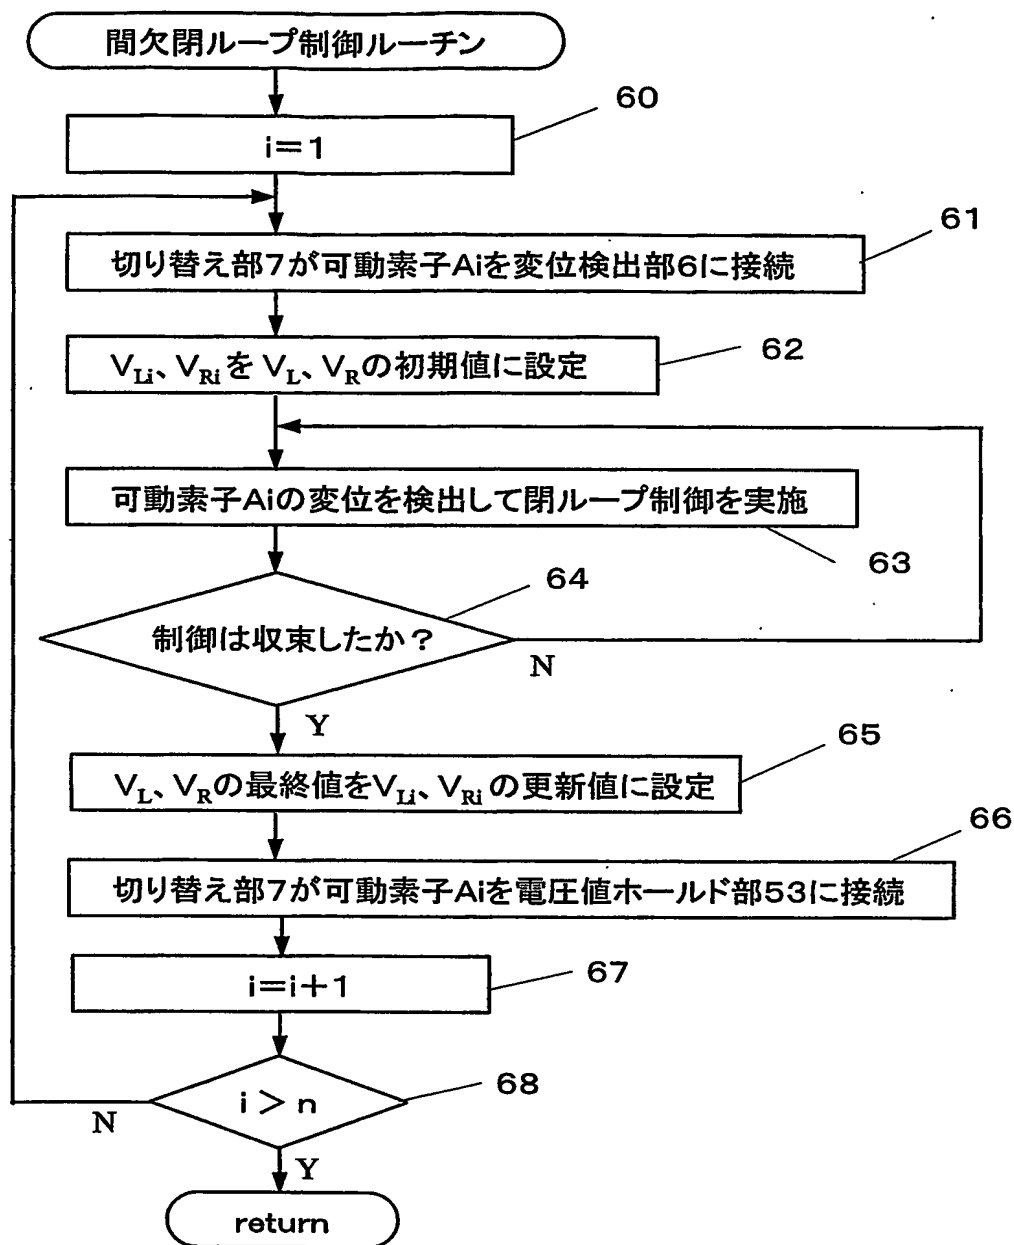 間欠閉ループ制御ルーチン
60
i=1
61
切り替え部7が可動素子Aiを変位検出部6に接続
62
VLi、VRiを VL、VRの初期値に設定
可動素子Aiの変位を検出して閉ループ制御を実施
63
64
制御は収束したか?
N
Y
65
VL、VRの最終値をVLi、VRiの更新値に設定
66
切り替え部7が可動素子Aiを電圧値ホールド部53に接続
67
i=i+1
68
i>n
N
Y
return